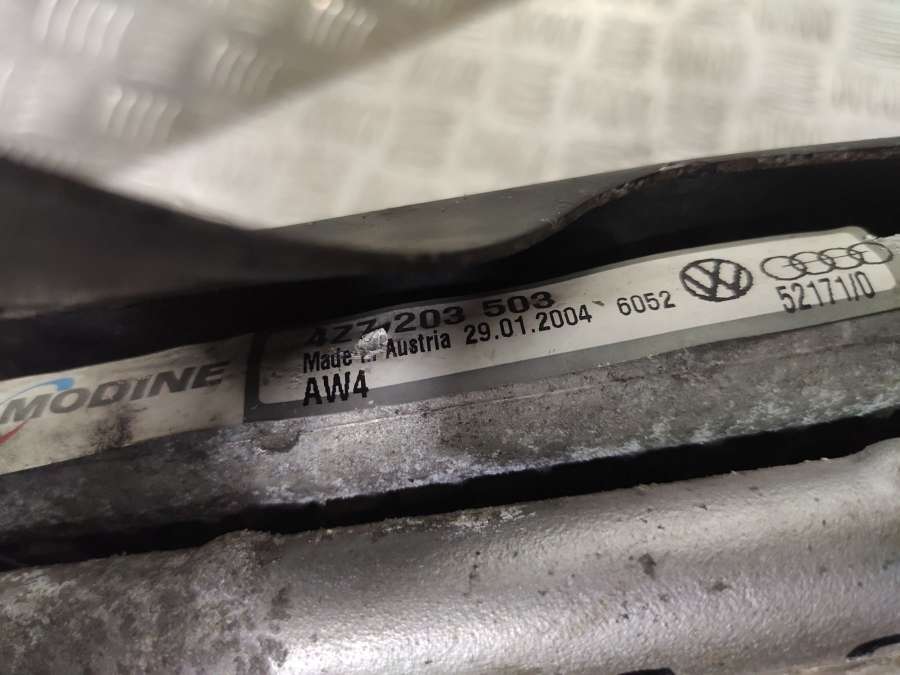 MODINE
4Z7 203 503
Made in Austria 29.01.2004 6052
52171/0
AW4